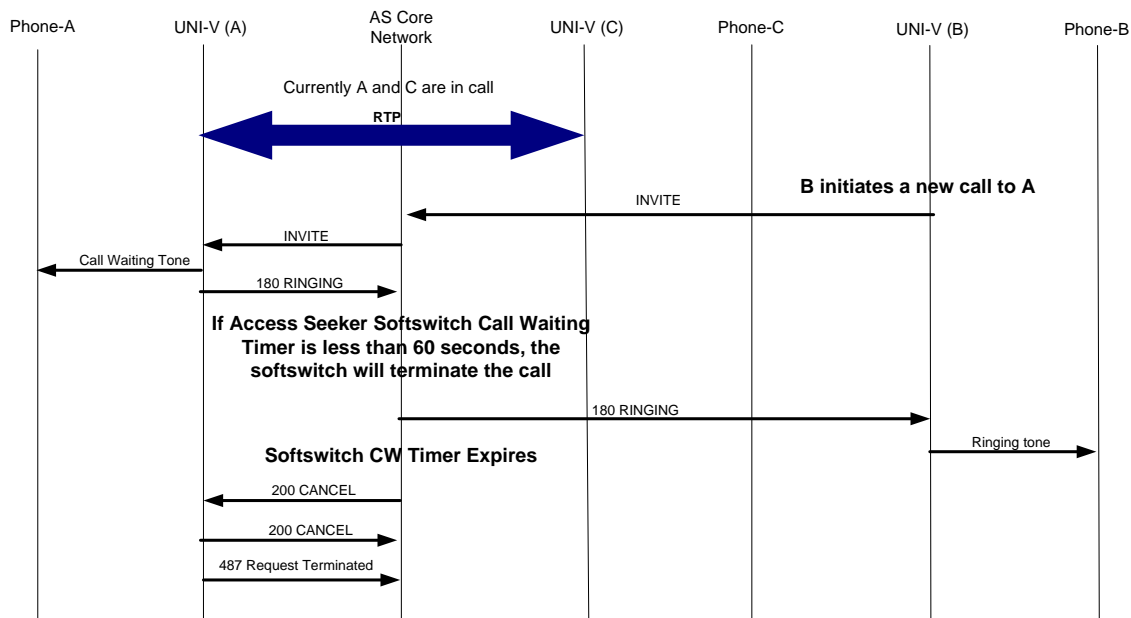 Phone-A
UNI-V (A)
AS Core
Network
UNI-V (C)
Phone-C
UNI-V (B)
Phone-B
Currently A and C are in call
RTP
B initiates a new call to A
INVITE
INVITE
Call Waiting Tone
180 RINGING
If Access Seeker Softswitch Call Waiting
Timer is less than 60 seconds, the
softswitch will terminate the call
180 RINGING
Ringing tone
Softswitch CW Timer Expires
200 CANCEL
200 CANCEL
487 Request Terminated